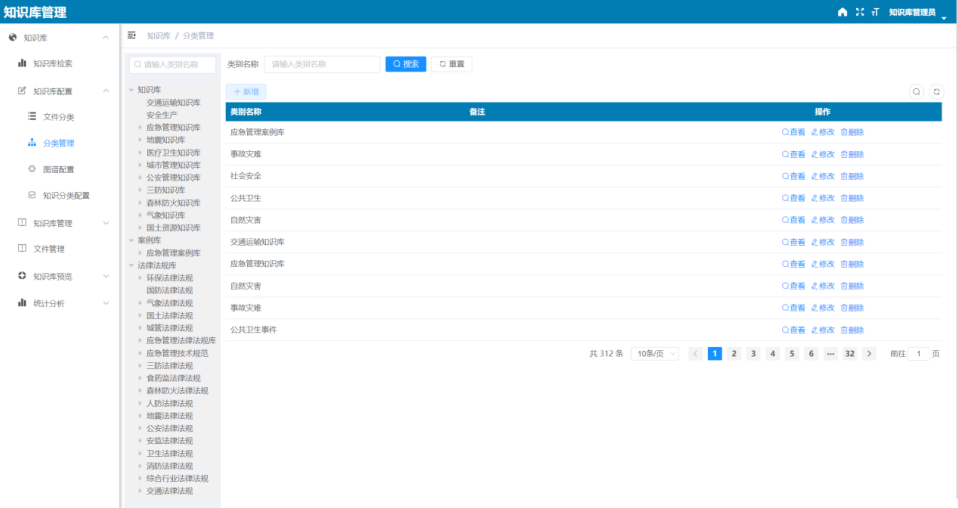 知识库管理
知识库管理员
知识库
知识库检索
知识库配置
文件分类
分类管理
图谱配置
知识分类配置
知识库管理
文件管理
知识库预览
统计分析
知识库 / 分类管理
请输入类别名称
知识库
交通运输知识库
安全生产
应急管理知识库
地震知识库
医疗卫生知识库
城市管理知识库
公安管理知识库
三防知识库
森林防火知识库
气象知识库
国土资源知识库
案例库
应急管理案例库
法律法规库
环保法律法规
国防法律法规
气象法律法规
国土法律法规
城管法律法规
应急管理法律法规库
应急管理技术规范
三防法律法规
食药监法律法规
森林防火法律法规
人防法律法规
地震法律法规
公安法律法规
安监法律法规
卫生法律法规
消防法律法规
综合行业法律法规
交通法律法规
类别名称 请输入类别名称 搜索 重置
+ 新增
类别名称 备注 操作
应急管理案例库 查看 修改 删除
事故灾难 查看 修改 删除
社会安全 查看 修改 删除
公共卫生 查看 修改 删除
自然灾害 查看 修改 删除
交通运输知识库 查看 修改 删除
应急管理知识库 查看 修改 删除
自然灾害 查看 修改 删除
事故灾难 查看 修改 删除
公共卫生事件 查看 修改 删除
共 312 条 10条/页 < 1 2 3 4 5 6 ··· 32 > 前往 1 页